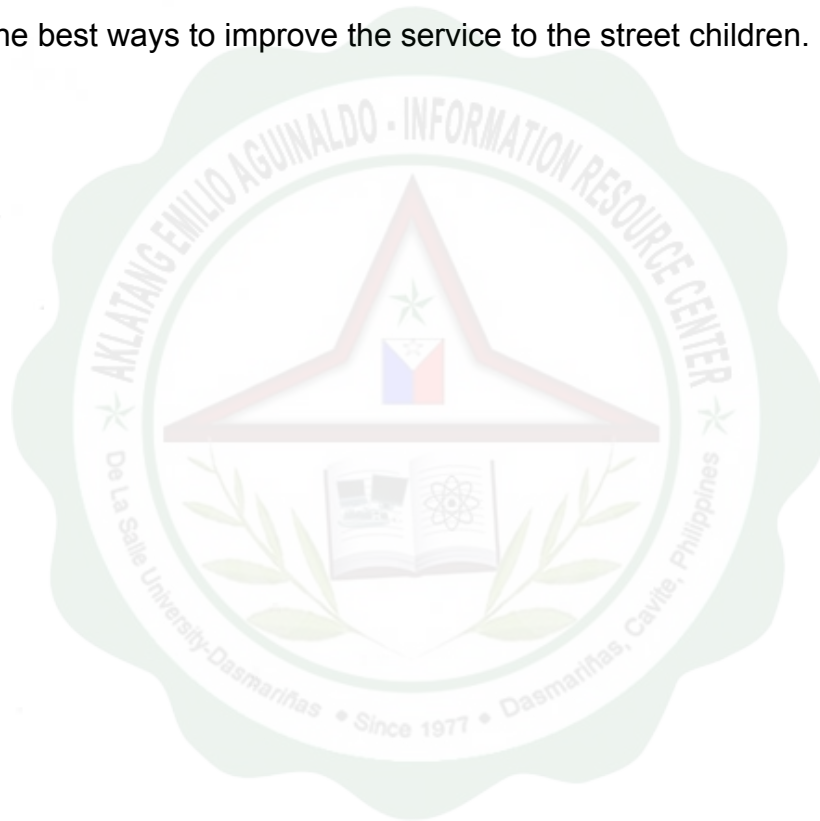 he best ways to improve the service to the street children.
AKLATANG EMILIO AGUINALDO - INFORMATION RESOURCE CENTER
De La Salle University-Dasmariñas • Since 1977 • Dasmariñas, Cavite, Philippines